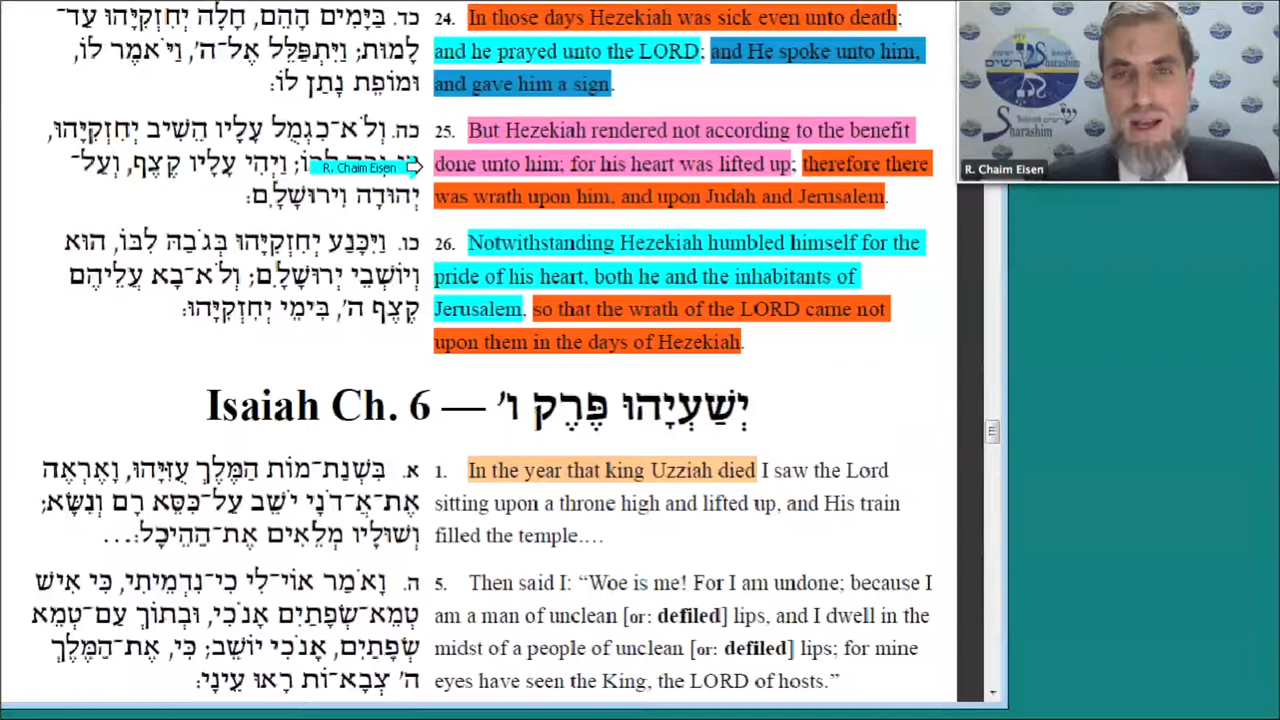 כד. בַּיָּמִים הָהֵם, חָלָה יְחִזְקִיָּהוּ עַד־
לָמוּת; וַיִּתְפַּלֵּל אֶל־ה׳, וַיֹּאמֶר לוֹ,
וּמוֹפֵת נָתַן לוֹ:
24. In those days Hezekiah was sick even unto death;
and he prayed unto the LORD; and He spoke unto him,
and gave him a sign.
כה. וְלֹא־כִגְמֻל עָלָיו הֵשִׁיב יְחִזְקִיָּהוּ,
לִבּוֹ; וַיְהִי עָלָיו קֶצֶף, וְעַל־
יְהוּדָה וִירוּשָׁלָ͏ִם:
R. Chaim Eisen
25. But Hezekiah rendered not according to the benefit
done unto him; for his heart was lifted up; therefore there
was wrath upon him, and upon Judah and Jerusalem.
כו. וַיִּכָּנַע יְחִזְקִיָּהוּ בְּגֹבַהּ לִבּוֹ, הוּא
וְיוֹשְׁבֵי יְרוּשָׁלָ͏ִם; וְלֹא־בָא עֲלֵיהֶם
קֶצֶף ה׳, בִּימֵי יְחִזְקִיָּהוּ:
26. Notwithstanding Hezekiah humbled himself for the
pride of his heart, both he and the inhabitants of
Jerusalem, so that the wrath of the LORD came not
upon them in the days of Hezekiah.
Isaiah Ch. 6 — יְשַׁעְיָהוּ פֶּרֶק ו׳
א. בִּשְׁנַת־מוֹת הַמֶּלֶךְ עֻזִּיָּהוּ, וָאֶרְאֶה
אֶת־אֲ־דֹנָי יֹשֵׁב עַל־כִּסֵּא רָם וְנִשָּׂא;
וְשׁוּלָיו מְלֵאִים אֶת־הַהֵיכָל:…
1. In the year that king Uzziah died I saw the Lord
sitting upon a throne high and lifted up, and His train
filled the temple.…
ה. וָאֹמַר אוֹי־לִי כִי־נִדְמֵיתִי, כִּי אִישׁ
טְמֵא־שְׂפָתַיִם אָנֹכִי, וּבְתוֹךְ עַם־טְמֵא
שְׂפָתַיִם, אָנֹכִי יוֹשֵׁב; כִּי, אֶת־הַמֶּלֶךְ
ה׳ צְבָא־וֹת רָאוּ עֵינָי:
5. Then said I: “Woe is me! For I am undone; because I
am a man of unclean [or: defiled] lips, and I dwell in the
midst of a people of unclean [or: defiled] lips; for mine
eyes have seen the King, the LORD of hosts.”
Sharashim
R. Chaim Eisen